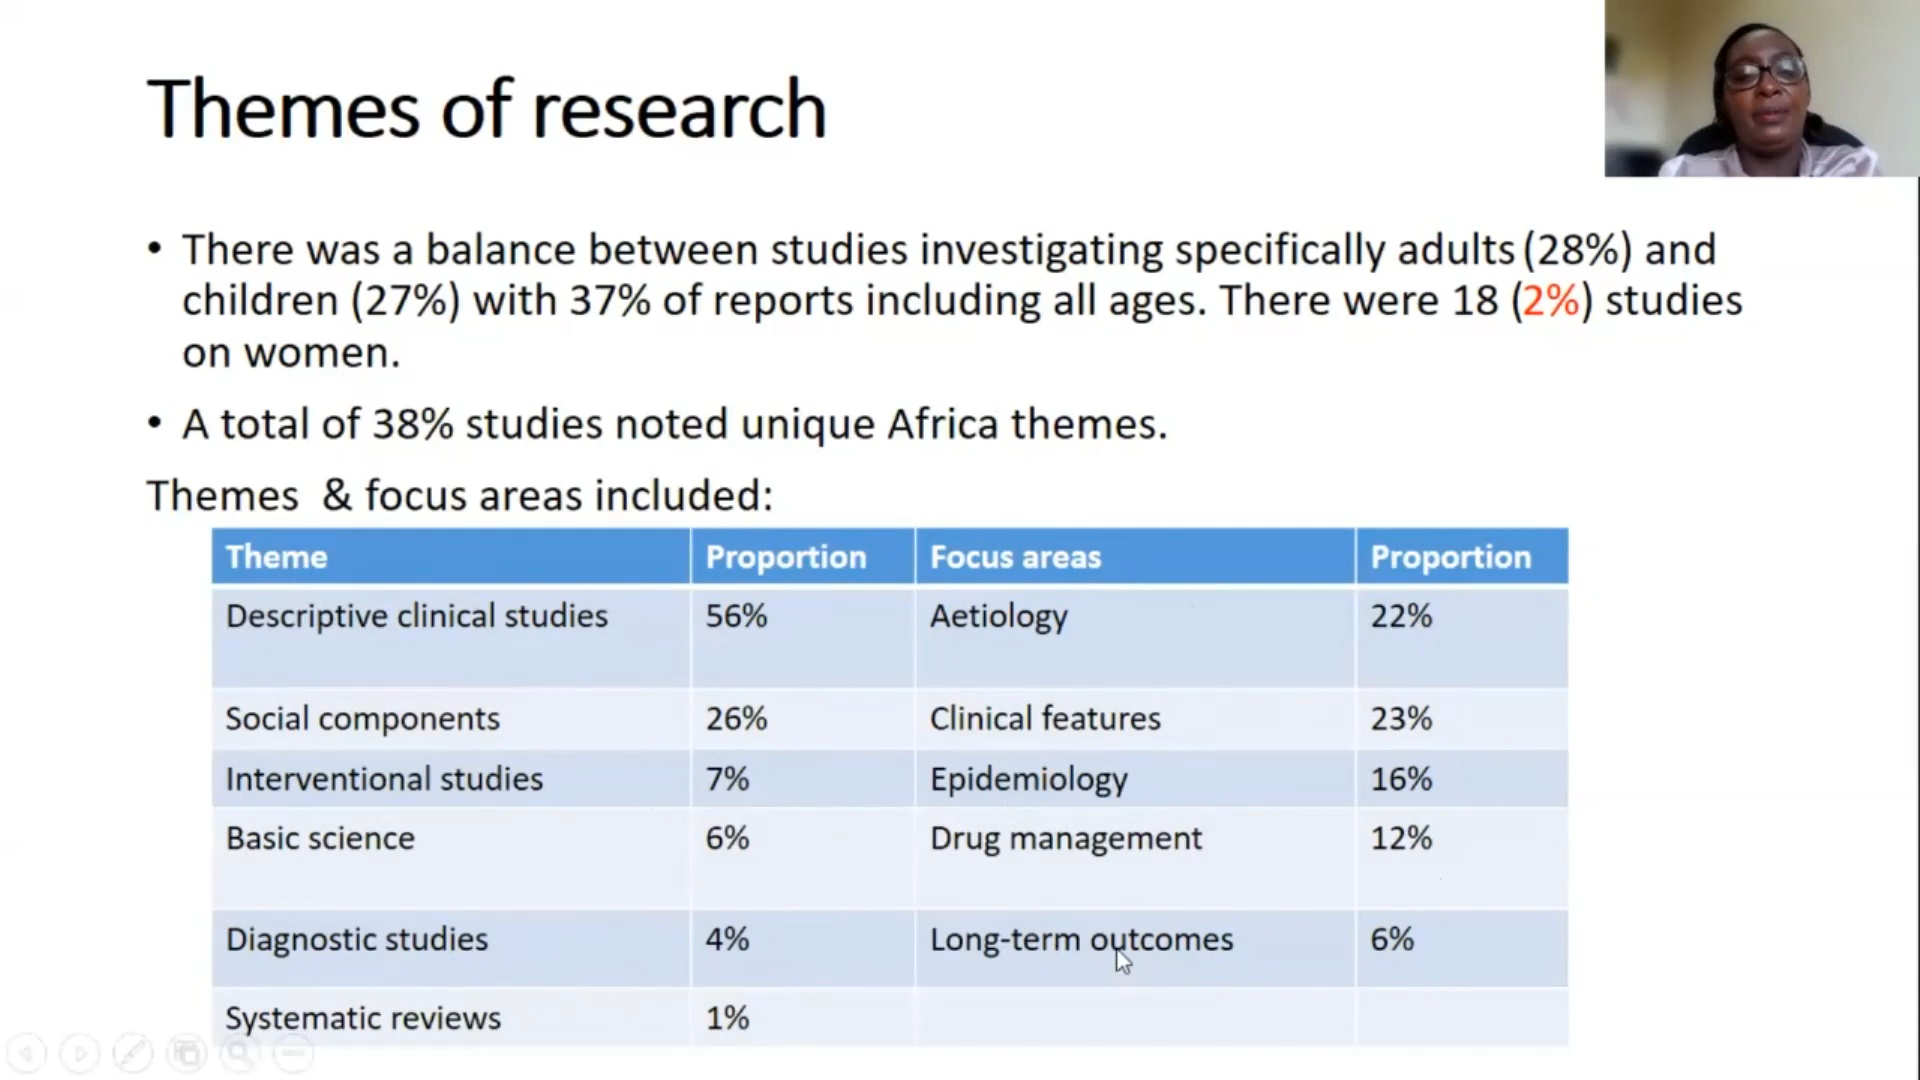 Themes of research
• There was a balance between studies investigating specifically adults (28%) and
children (27%) with 37% of reports including all ages. There were 18 (2%) studies
on women.
• A total of 38% studies noted unique Africa themes.
Themes & focus areas included:
Theme Proportion Focus areas Proportion
Descriptive clinical studies 56% Aetiology 22%
Social components 26% Clinical features 23%
Interventional studies 7% Epidemiology 16%
Basic science 6% Drug management 12%
Diagnostic studies 4% Long-term outcomes 6%
Systematic reviews 1%